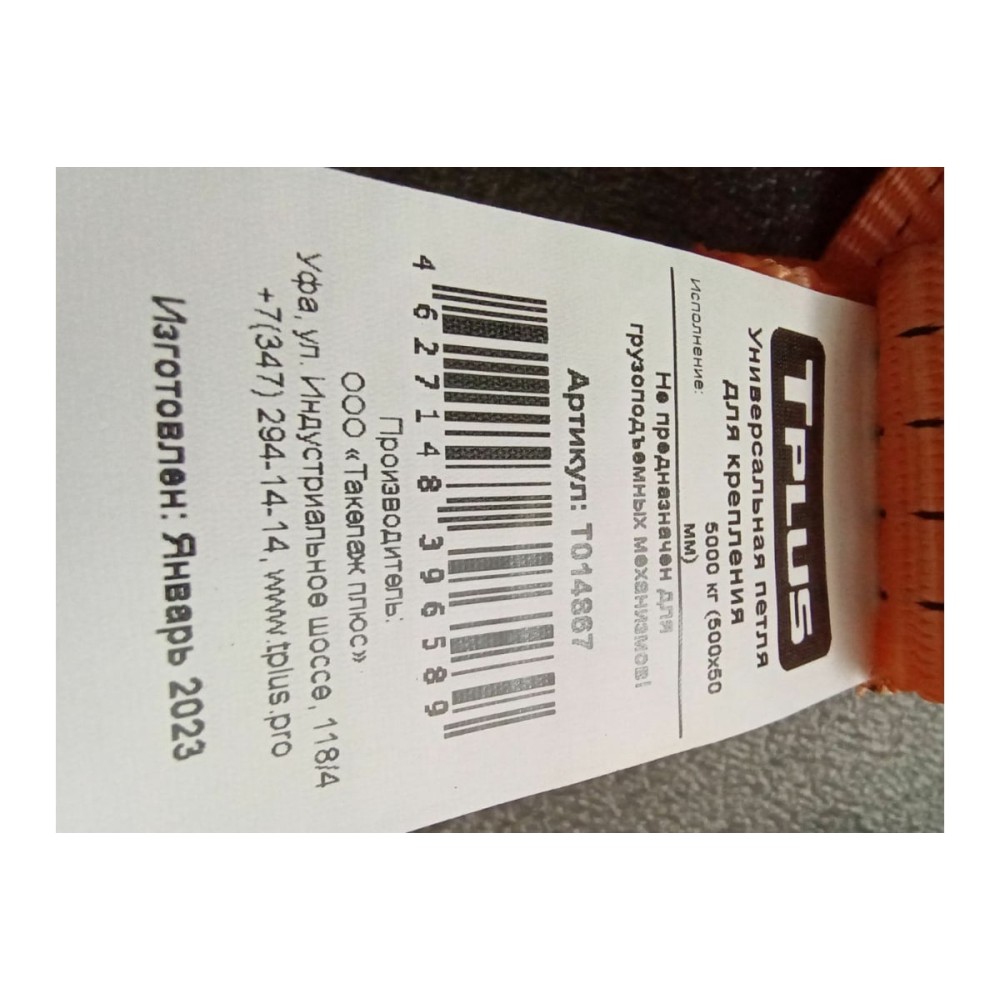 TPLUS
Универсальная петля
для крепления
5000 кг (500х50
мм)
Исполнение:
Не предназначен для
грузоподъемных механизмов!
Артикул: T014867
4 627148 396589
Производитель:
ООО «Такелаж плюс»
Уфа, ул. Индустриальное шоссе, 118/4
+7(347) 294-14-14, www.tplus.pro
Изготовлен: Январь 2023